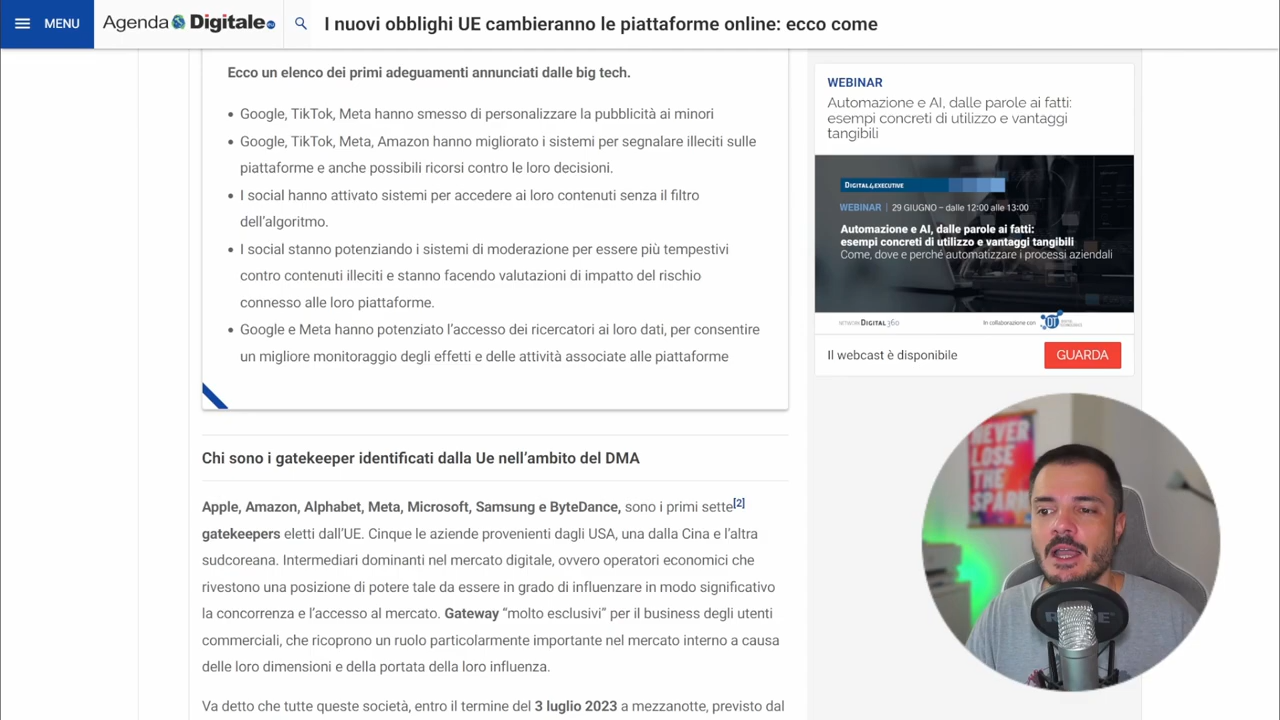 MENU
Agenda Digitale.eu
I nuovi obblighi UE cambieranno le piattaforme online: ecco come
Ecco un elenco dei primi adeguamenti annunciati dalle big tech.
Google, TikTok, Meta hanno smesso di personalizzare la pubblicità ai minori
Google, TikTok, Meta, Amazon hanno migliorato i sistemi per segnalare illeciti sulle
piattaforme e anche possibili ricorsi contro le loro decisioni.
I social hanno attivato sistemi per accedere ai loro contenuti senza il filtro
dell'algoritmo.
I social stanno potenziando i sistemi di moderazione per essere più tempestivi
contro contenuti illeciti e stanno facendo valutazioni di impatto del rischio
connesso alle loro piattaforme.
Google e Meta hanno potenziato l'accesso dei ricercatori ai loro dati, per consentire
un migliore monitoraggio degli effetti e delle attività associate alle piattaforme
Chi sono i gatekeeper identificati dalla Ue nell'ambito del DMA
Apple, Amazon, Alphabet, Meta, Microsoft, Samsung e ByteDance, sono i primi sette[2]
gatekeepers eletti dall'UE. Cinque le aziende provenienti dagli USA, una dalla Cina e l'altra
sudcoreana. Intermediari dominanti nel mercato digitale, ovvero operatori economici che
rivestono una posizione di potere tale da essere in grado di influenzare in modo significativo
la concorrenza e l'accesso al mercato. Gateway "molto esclusivi" per il business degli utenti
commerciali, che ricoprono un ruolo particolarmente importante nel mercato interno a causa
delle loro dimensioni e della portata della loro influenza.
Va detto che tutte queste società, entro il termine del 3 luglio 2023 a mezzanotte, previsto dal
WEBINAR
Automazione e AI, dalle parole ai fatti:
esempi concreti di utilizzo e vantaggi
tangibili
DIGITAL4EXECUTIVE
WEBINAR | 29 GIUGNO – dalle 12:00 alle 13:00
Automazione e AI, dalle parole ai fatti:
esempi concreti di utilizzo e vantaggi tangibili
Come, dove e perché automatizzare i processi aziendali
NETWORK DIGITAL 360
In collaborazione con
Il webcast è disponibile
GUARDA
NEVER
LOSE
THE
SPARK
RODE